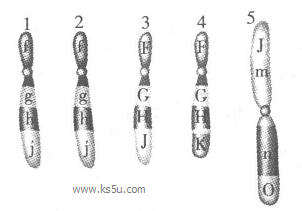 1 2 3 4 5
f f F F J
m
g g G G
h h H H
j j J K
n
O
www.ks5u.com